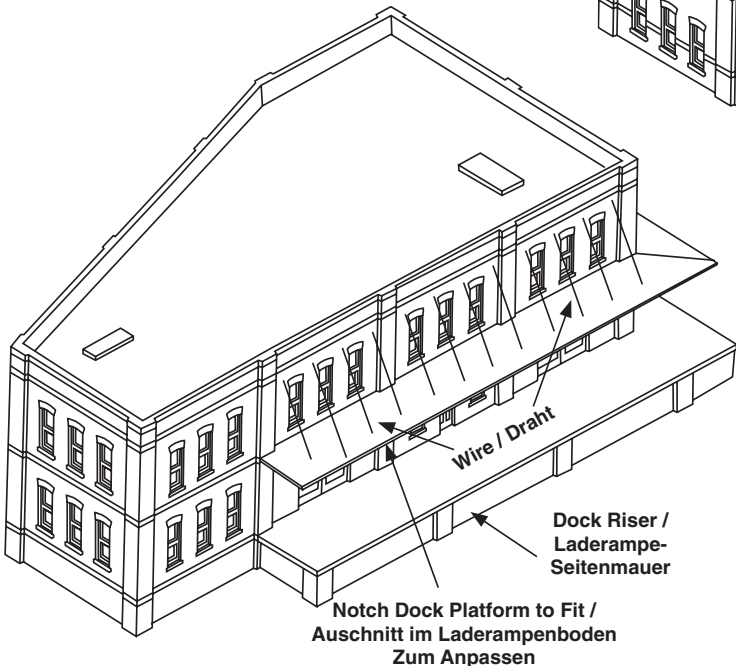 Wire / Draht
Dock Riser /
Laderampe-
Seitenmauer
Notch Dock Platform to Fit /
Auschnitt im Laderampenboden
Zum Anpassen